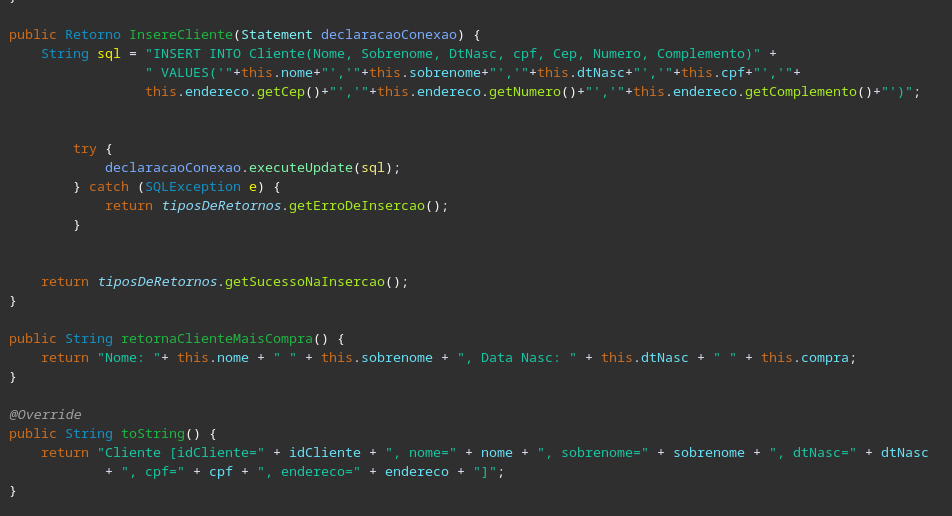 }
public Retorno InsereCliente(Statement declaracaoConexao) {
String sql = "INSERT INTO Cliente(Nome, Sobrenome, DtNasc, cpf, Cep, Numero, Complemento)" +
" VALUES('"+this.nome+"','"+this.sobrenome+"','"+this.dtNasc+"','"+this.cpf+"','"+
this.endereco.getCep()+"','"+this.endereco.getNumero()+"','"+this.endereco.getComplemento()+"')";
try {
declaracaoConexao.executeUpdate(sql);
} catch (SQLException e) {
return tiposDeRetornos.getErroDeInsercao();
}
return tiposDeRetornos.getSucessoNaInsercao();
}
public String retornaClienteMaisCompra() {
return "Nome: "+ this.nome + " " + this.sobrenome + ", Data Nasc: " + this.dtNasc + " " + this.compra;
}
@Override
public String toString() {
return "Cliente [idCliente=" + idCliente + ", nome=" + nome + ", sobrenome=" + sobrenome + ", dtNasc=" + dtNasc
+ ", cpf=" + cpf + ", endereco=" + endereco + "]";
}